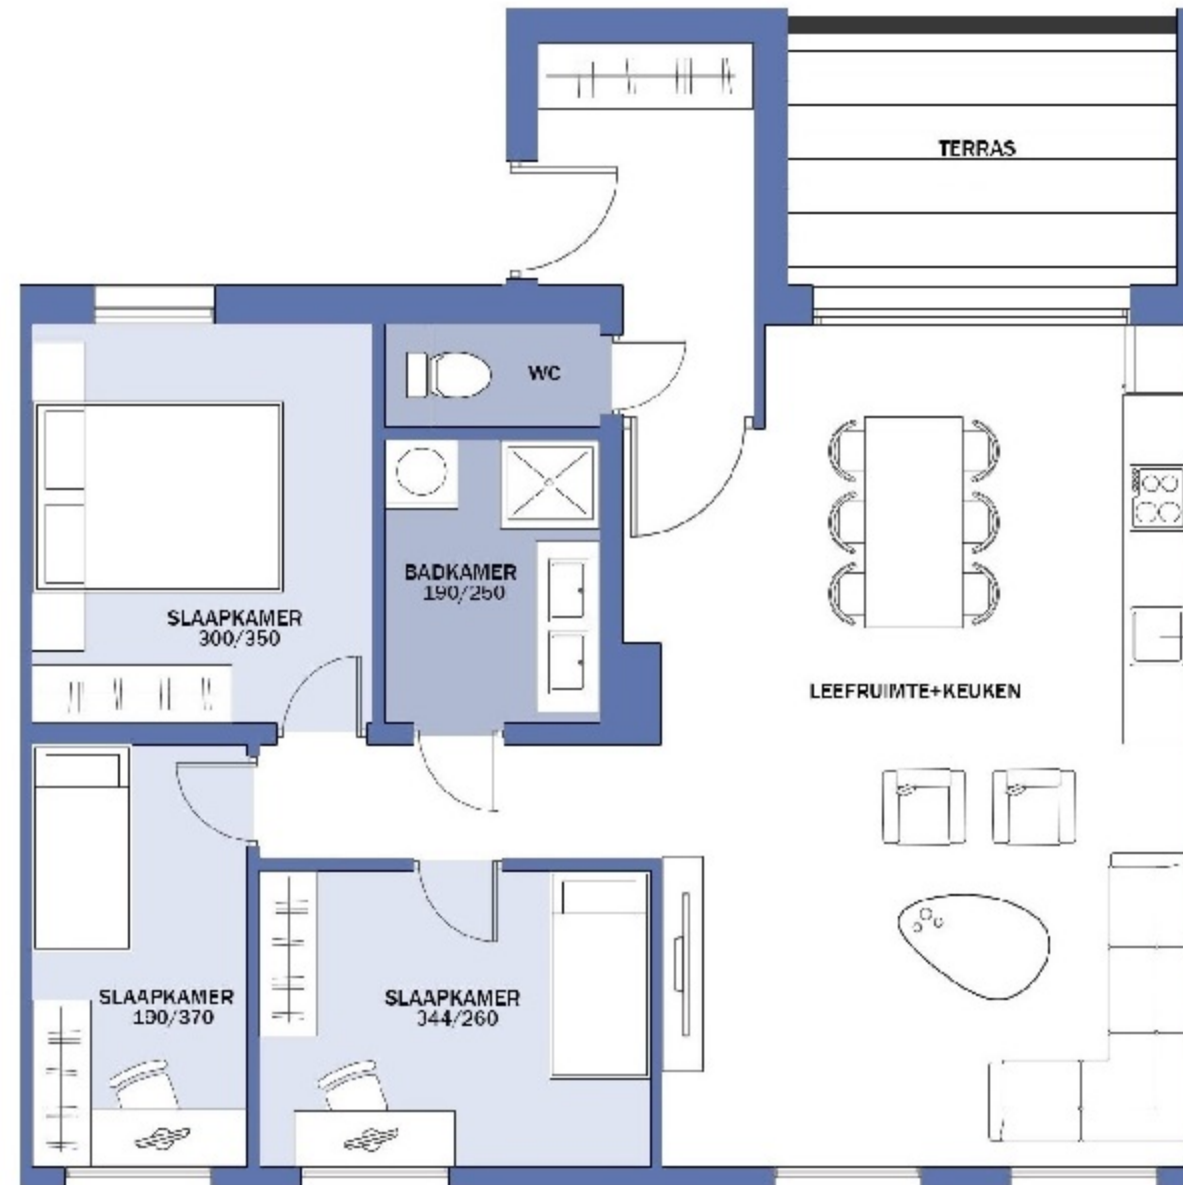 TERRAS
WC
BADKAMER
190/250
SLAAPKAMER
300/350
LEEFRUIMTE+KEUKEN
SLAAPKAMER
190/370
SLAAPKAMER
344/260